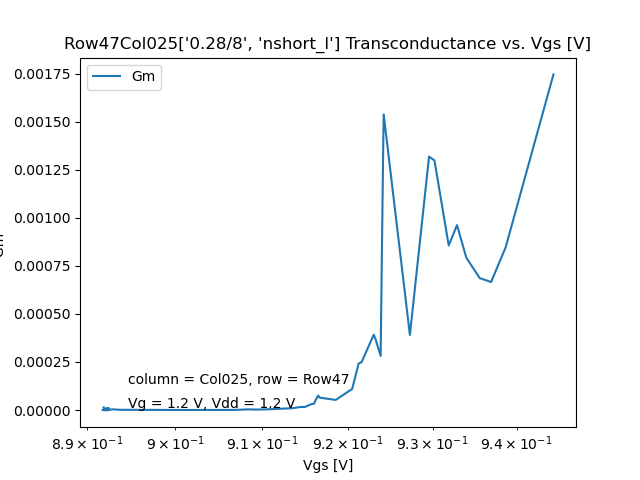 Row47Col025['0.28/8', 'nshort_l'] Transconductance vs. Vgs [V]
Gm
0.00175
0.00150
0.00125
0.00100
0.00075
0.00050
0.00025
0.00000
column = Col025, row = Row47
Vg = 1.2 V, Vdd = 1.2 V
8.9 × 10⁻¹ 9 × 10⁻¹ 9.1 × 10⁻¹ 9.2 × 10⁻¹ 9.3 × 10⁻¹ 9.4 × 10⁻¹
Vgs [V]